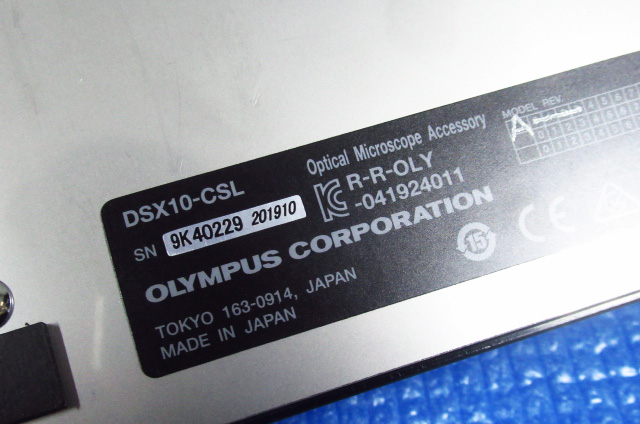 DSX10-CSL
Optical Microscope Accessory
MODEL REV.
A
SN 9K40229 201910
R-R-OLY
-041924011
OLYMPUS CORPORATION
15
CE
TOKYO 163-0914, JAPAN
MADE IN JAPAN